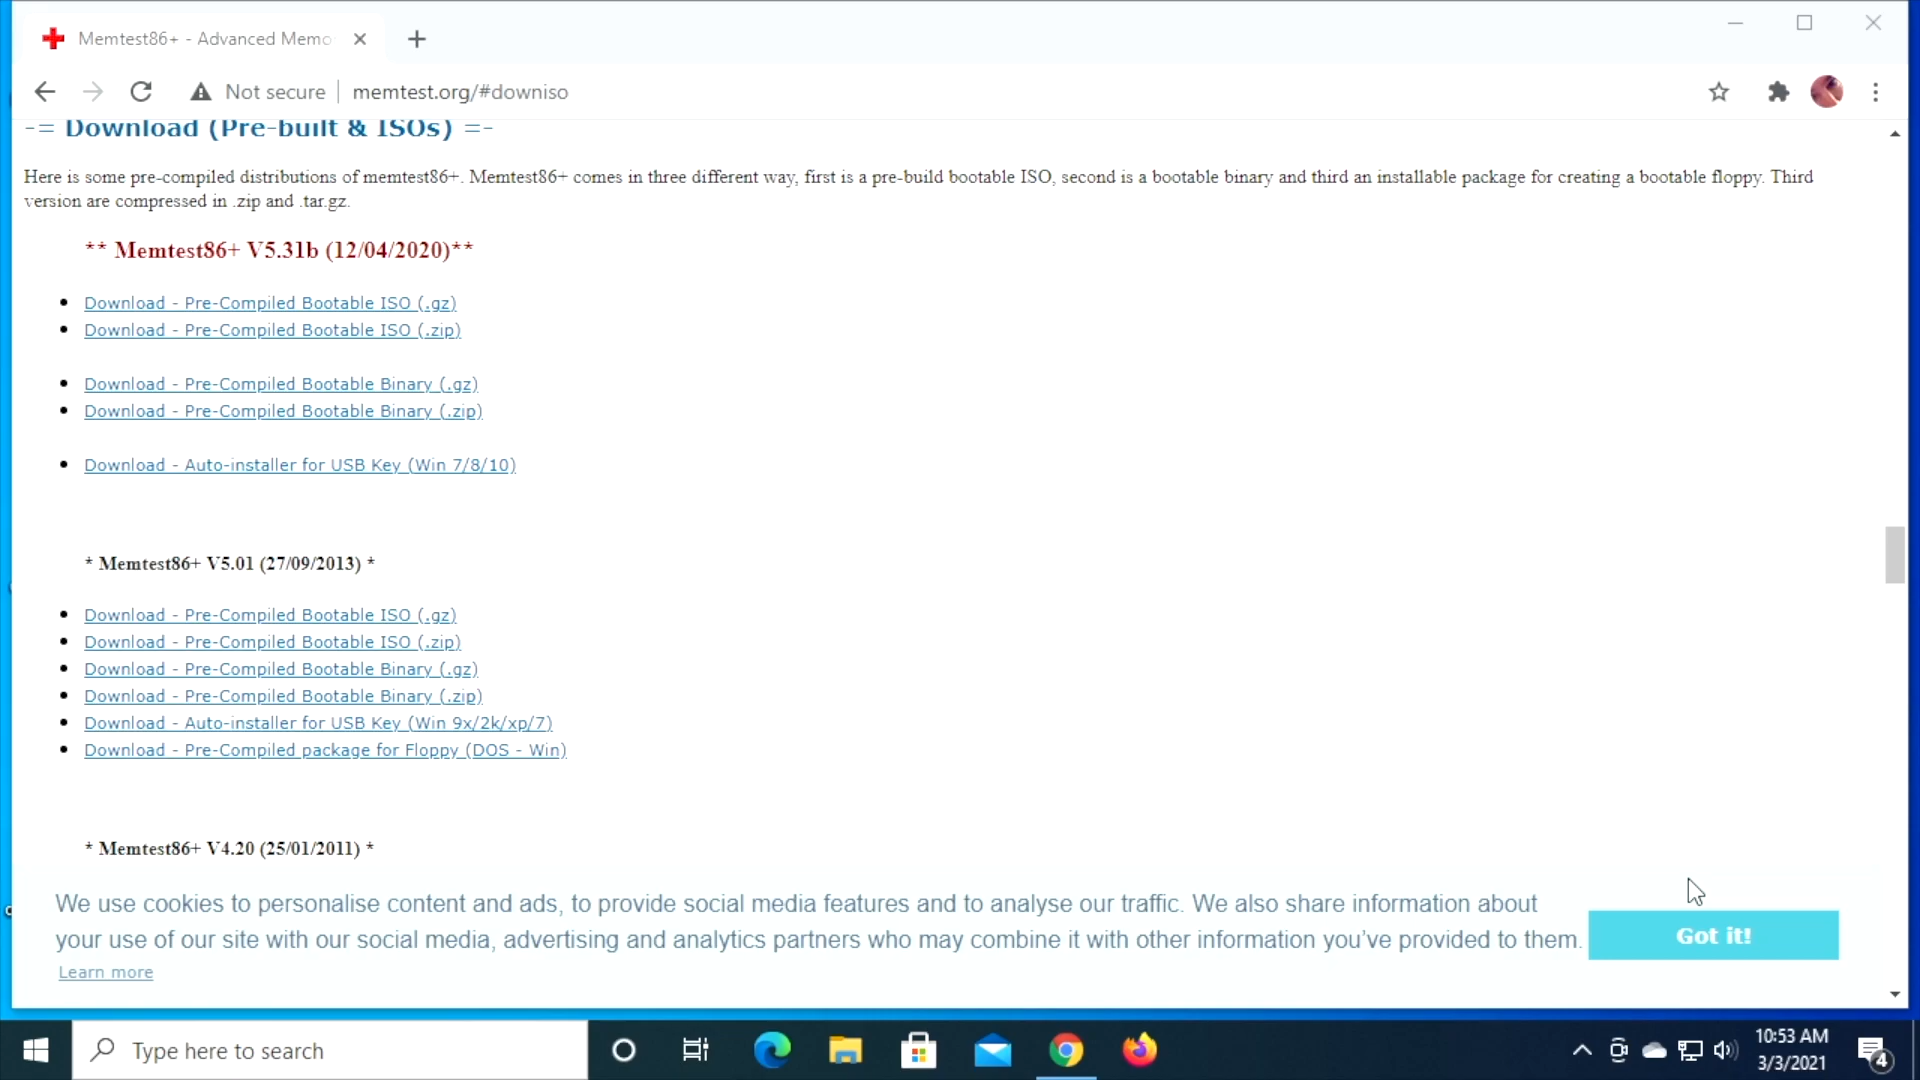 Memtest86+ - Advanced Memo
Not secure
memtest.org/#downiso
-= Download (Pre-built & ISOs) =-
Here is some pre-compiled distributions of memtest86+. Memtest86+ comes in three different way, first is a pre-build bootable ISO, second is a bootable binary and third an installable package for creating a bootable floppy. Third
version are compressed in .zip and .tar.gz.
** Memtest86+ V5.31b (12/04/2020)**
Download - Pre-Compiled Bootable ISO (.gz)
Download - Pre-Compiled Bootable ISO (.zip)
Download - Pre-Compiled Bootable Binary (.gz)
Download - Pre-Compiled Bootable Binary (.zip)
Download - Auto-installer for USB Key (Win 7/8/10)
* Memtest86+ V5.01 (27/09/2013) *
Download - Pre-Compiled Bootable ISO (.gz)
Download - Pre-Compiled Bootable ISO (.zip)
Download - Pre-Compiled Bootable Binary (.gz)
Download - Pre-Compiled Bootable Binary (.zip)
Download - Auto-installer for USB Key (Win 9x/2k/xp/7)
Download - Pre-Compiled package for Floppy (DOS - Win)
* Memtest86+ V4.20 (25/01/2011) *
We use cookies to personalise content and ads, to provide social media features and to analyse our traffic. We also share information about
your use of our site with our social media, advertising and analytics partners who may combine it with other information you’ve provided to them.
Learn more
Got it!
Type here to search
10:53 AM
3/3/2021
4